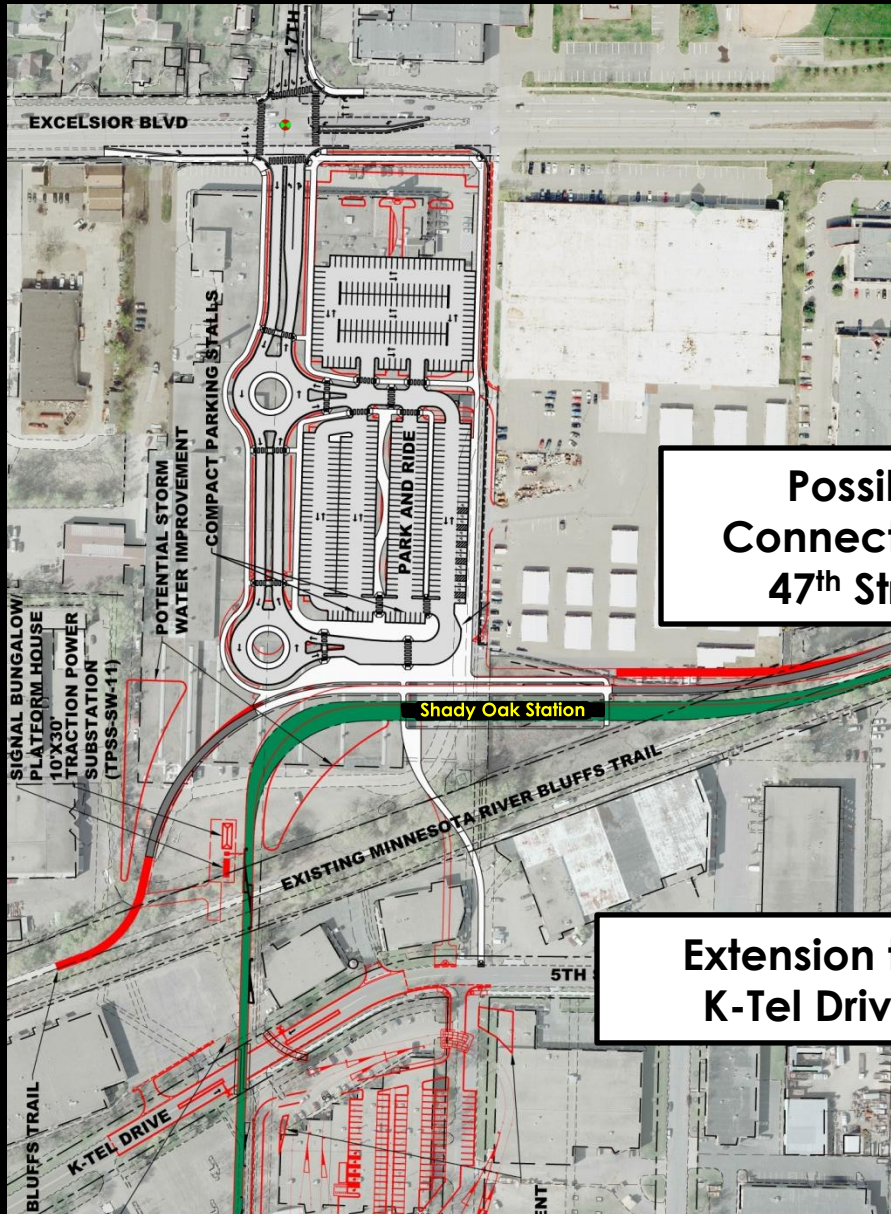 17TH
EXCELSIOR BLVD
COMPACT PARKING STALLS
POTENTIAL STORM
WATER IMPROVEMENT
PARK AND RIDE
Connect
47th St
SIGNAL BUNGALOW/
PLATFORM HOUSE
10'X30'
TRACTION POWER
SUBSTATION
(TPSS-SW-11)
Shady Oak Station
EXISTING MINNESOTA RIVER BLUFFS TRAIL
Extension
K-Tel Driv
5TH
K-TEL DRIVE
BLUFFS TRAIL
ENT